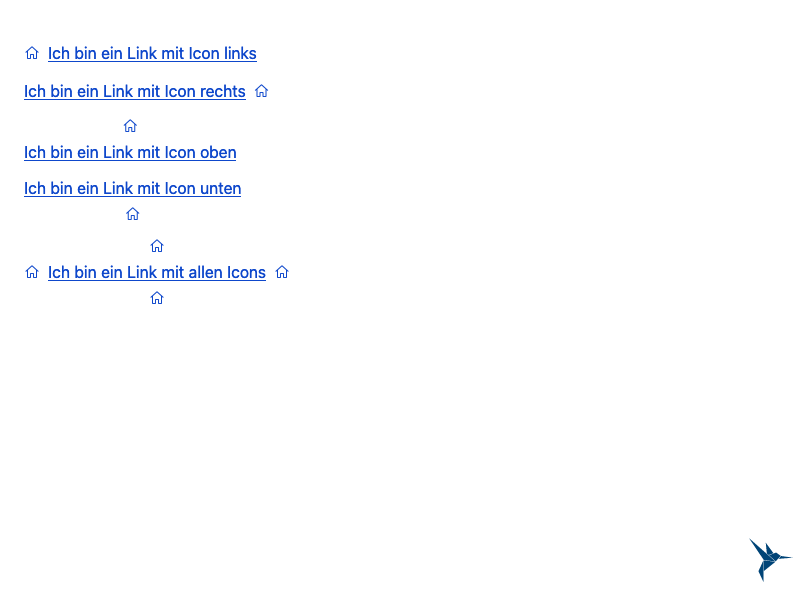 Ich bin ein Link mit Icon links
Ich bin ein Link mit Icon rechts
Ich bin ein Link mit Icon oben
Ich bin ein Link mit Icon unten
Ich bin ein Link mit allen Icons